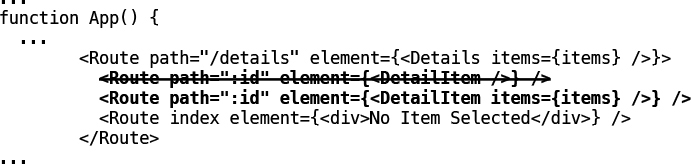 ...
function App() {
  ...
        <Route path="/details" element={<Details items={items} />}>
          <Route path=":id" element={<DetailItem />} />
          <Route path=":id" element={<DetailItem items={items} />} />
          <Route index element={<div>No Item Selected</div>} />
        </Route>
...